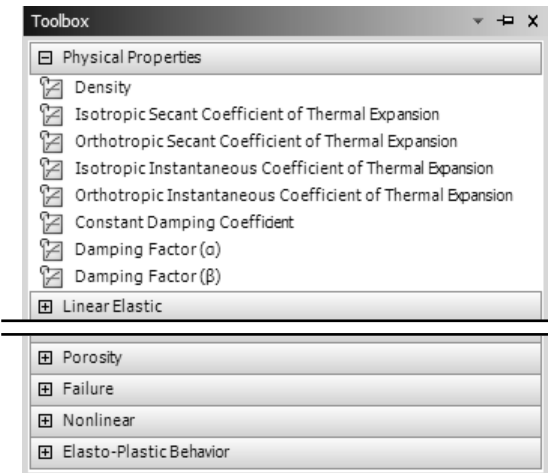 Toolbox
Physical Properties
Density
Isotropic Secant Coefficient of Thermal Expansion
Orthotropic Secant Coefficient of Thermal Expansion
Isotropic Instantaneous Coefficient of Thermal Expansion
Orthotropic Instantaneous Coefficient of Thermal Expansion
Constant Damping Coefficient
Damping Factor (α)
Damping Factor (β)
Linear Elastic
Porosity
Failure
Nonlinear
Elasto-Plastic Behavior